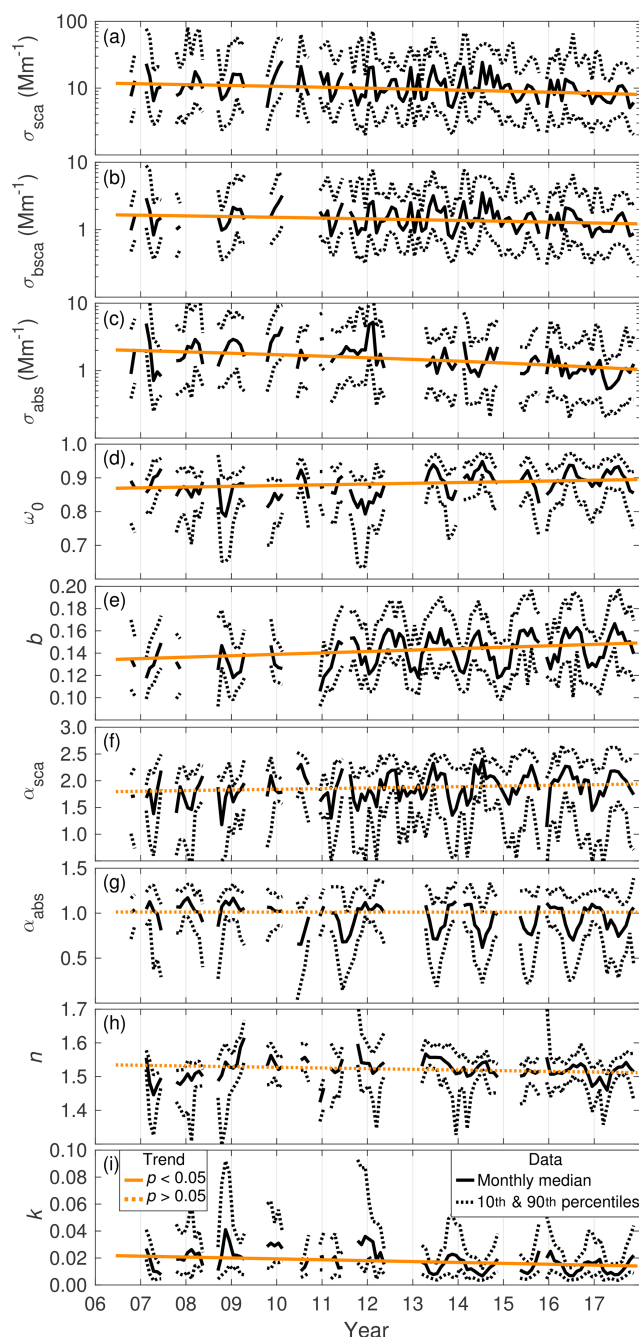 (a)
100
10
1
σsca (Mm⁻¹)
(b)
10
1
σbsca (Mm⁻¹)
(c)
10
1
σabs (Mm⁻¹)
(d)
1.0
0.9
0.8
0.7
0.6
ω0
(e)
0.20
0.18
0.16
0.14
0.12
0.10
b
(f)
3.0
2.5
2.0
1.5
1.0
αsca
(g)
1.5
1.0
0.5
αabs
(h)
1.7
1.6
1.5
1.4
1.3
n
(i)
0.10
0.08
0.06
0.04
0.02
0.00
k
Trend
p < 0.05
p > 0.05
Data
Monthly median
10th & 90th percentiles
06 07 08 09 10 11 12 13 14 15 16 17
Year